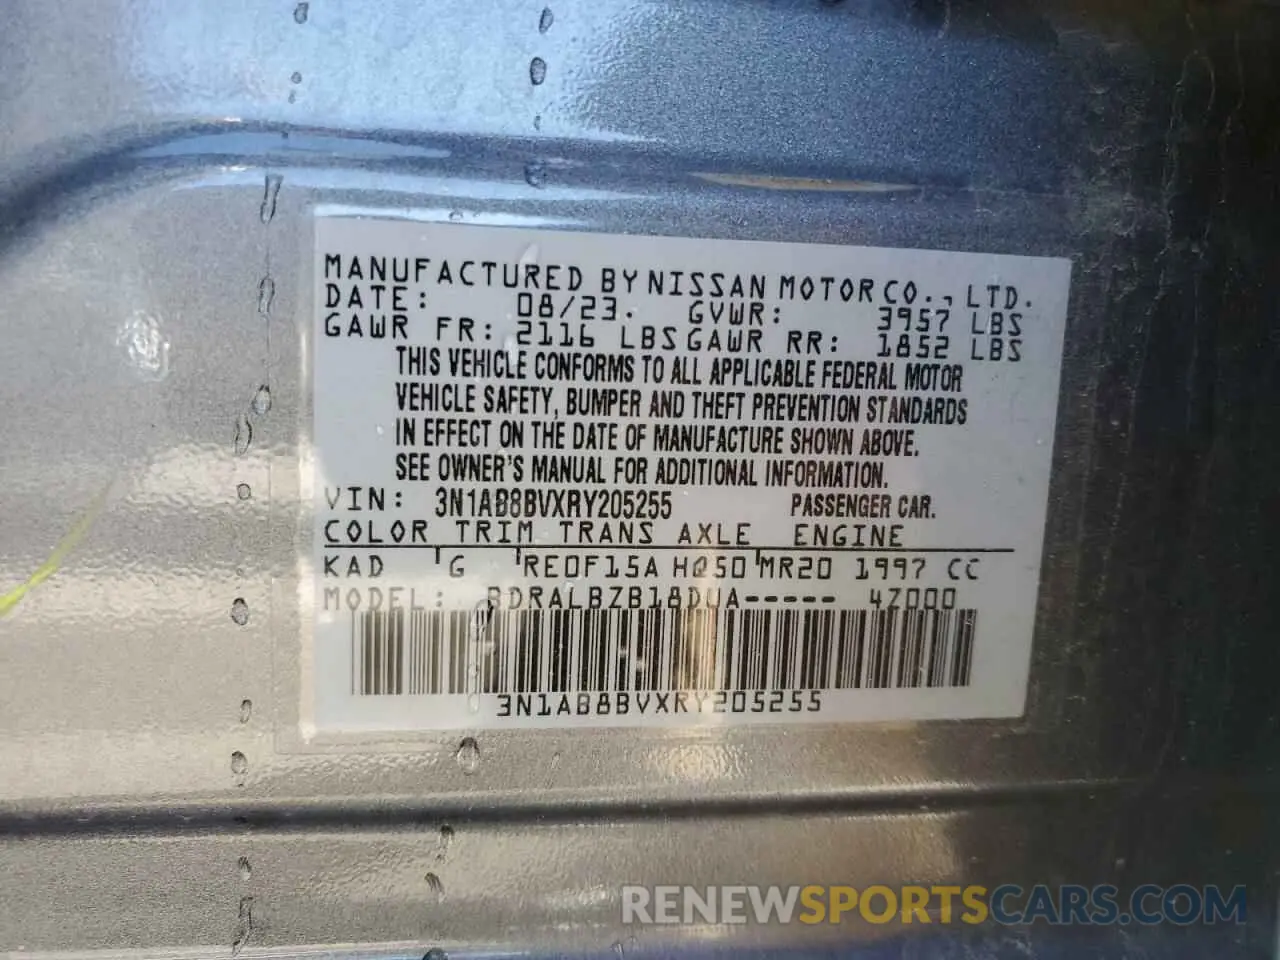 MANUFACTURED BY NISSAN MOTOR CO., LTD.
DATE: 08/23. GVWR: 3957 LBS
GAWR FR: 2116 LBS GAWR RR: 1852 LBS
THIS VEHICLE CONFORMS TO ALL APPLICABLE FEDERAL MOTOR
VEHICLE SAFETY, BUMPER AND THEFT PREVENTION STANDARDS
IN EFFECT ON THE DATE OF MANUFACTURE SHOWN ABOVE.
SEE OWNER'S MANUAL FOR ADDITIONAL INFORMATION.
VIN: 3N1AB8BVXRY205255 PASSENGER CAR.
COLOR TRIM TRANS AXLE ENGINE
KAD G RE0F15A HQ50 MR20 1997 CC
MODEL: BDRALBZB18DUA----- 4Z000
3N1AB8BVXRY205255
RENEWSPORTSCARS.COM